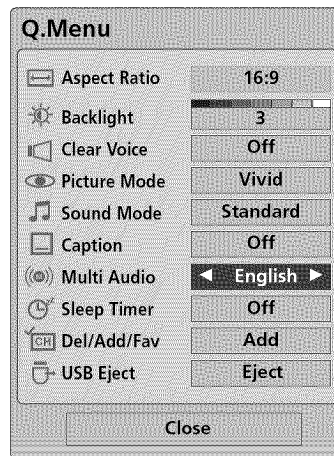 Q.Menu
Aspect Ratio 16:9
Backlight 3
Clear Voice Off
Picture Mode Vivid
Sound Mode Standard
Caption Off
Multi Audio ◀ English ▶
Sleep Timer Off
CH Del/Add/Fav Add
USB Eject Eject
Close